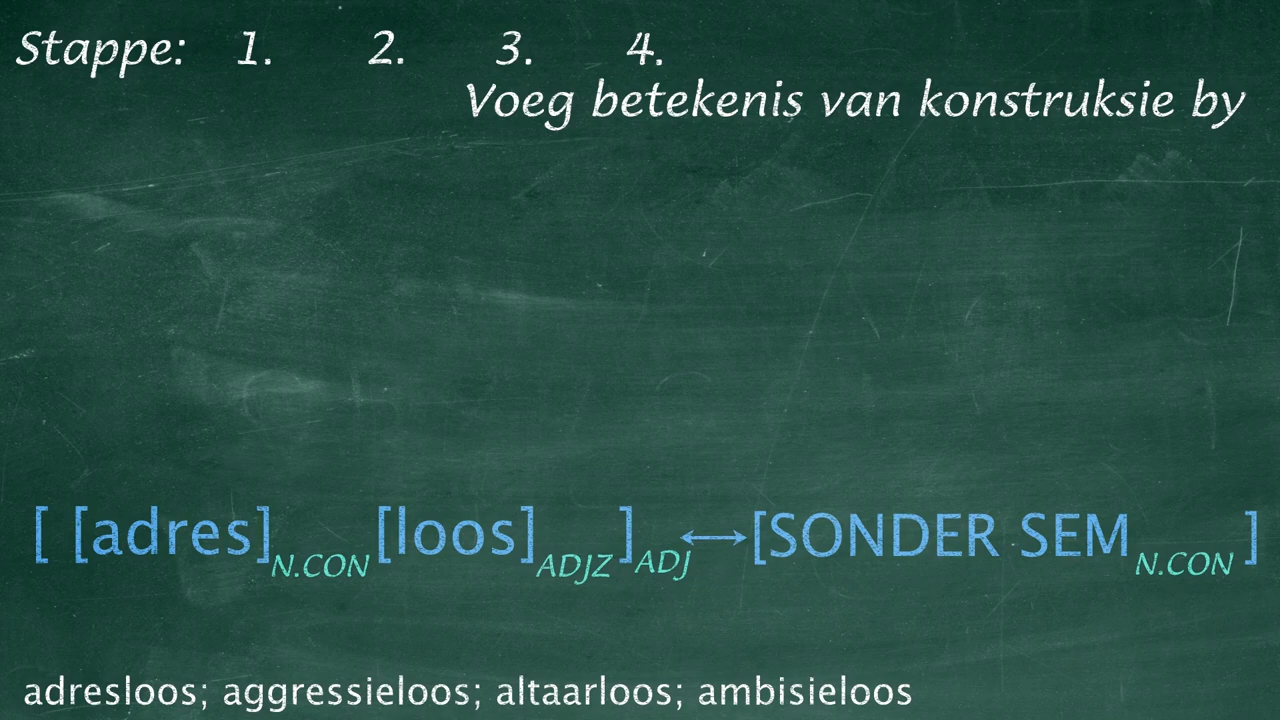 Stappe: 1. 2. 3. 4.
Voeg betekenis van konstruksie by
[ [adres]N.CON [loos]ADJZ ]ADJ ↔ [SONDER SEM N.CON ]
adresloos; aggressieloos; altaarloos; ambisieloos